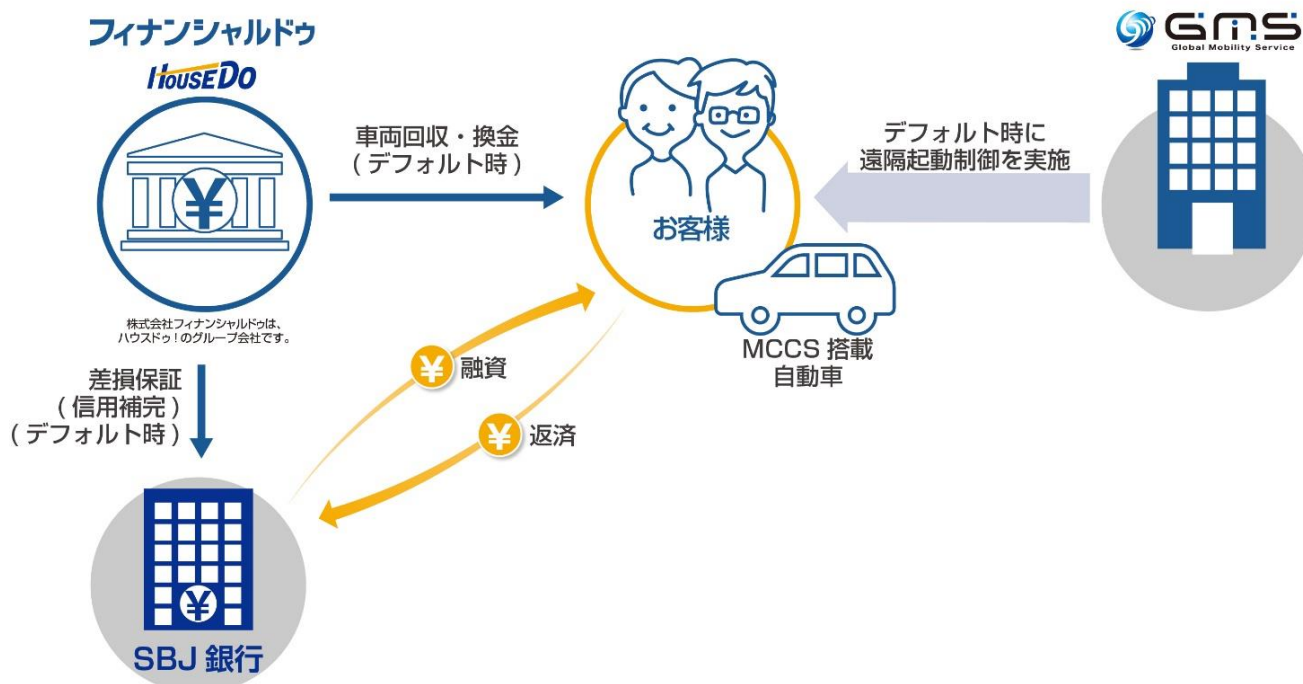 フィナンシャルドゥ
HOUSEDO
¥
株式会社フィナンシャルドゥは、
ハウスドゥ！のグループ会社です。
車両回収・換金
(デフォルト時)
お客様
MCCS 搭載
自動車
GMS
Global Mobility Service
デフォルト時に
遠隔起動制御を実施
差損保証
(信用補完)
(デフォルト時)
¥ 融資
¥ 返済
¥
SBJ 銀行